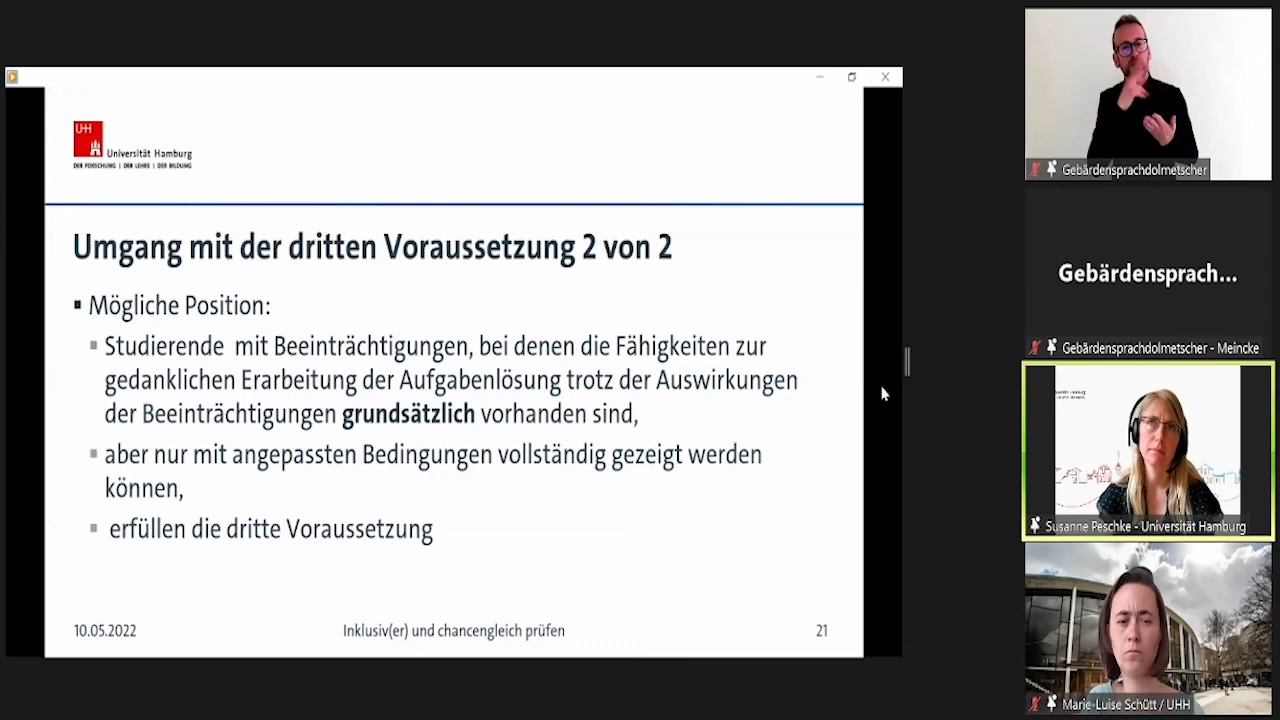 UHH
Universität Hamburg
DER FORSCHUNG | DER LEHRE | DER BILDUNG
Umgang mit der dritten Voraussetzung 2 von 2
Mögliche Position:
Studierende mit Beeinträchtigungen, bei denen die Fähigkeiten zur
gedanklichen Erarbeitung der Aufgabenlösung trotz der Auswirkungen
der Beeinträchtigungen grundsätzlich vorhanden sind,
aber nur mit angepassten Bedingungen vollständig gezeigt werden
können,
erfüllen die dritte Voraussetzung
10.05.2022
Inklusiv(er) und chancengleich prüfen
21
Gebärdensprachdolmetscher
Gebärdensprach...
Gebärdensprachdolmetscher - Meincke
Susanne Peschke - Universität Hamburg
Marie-Luise Schütt / UHH